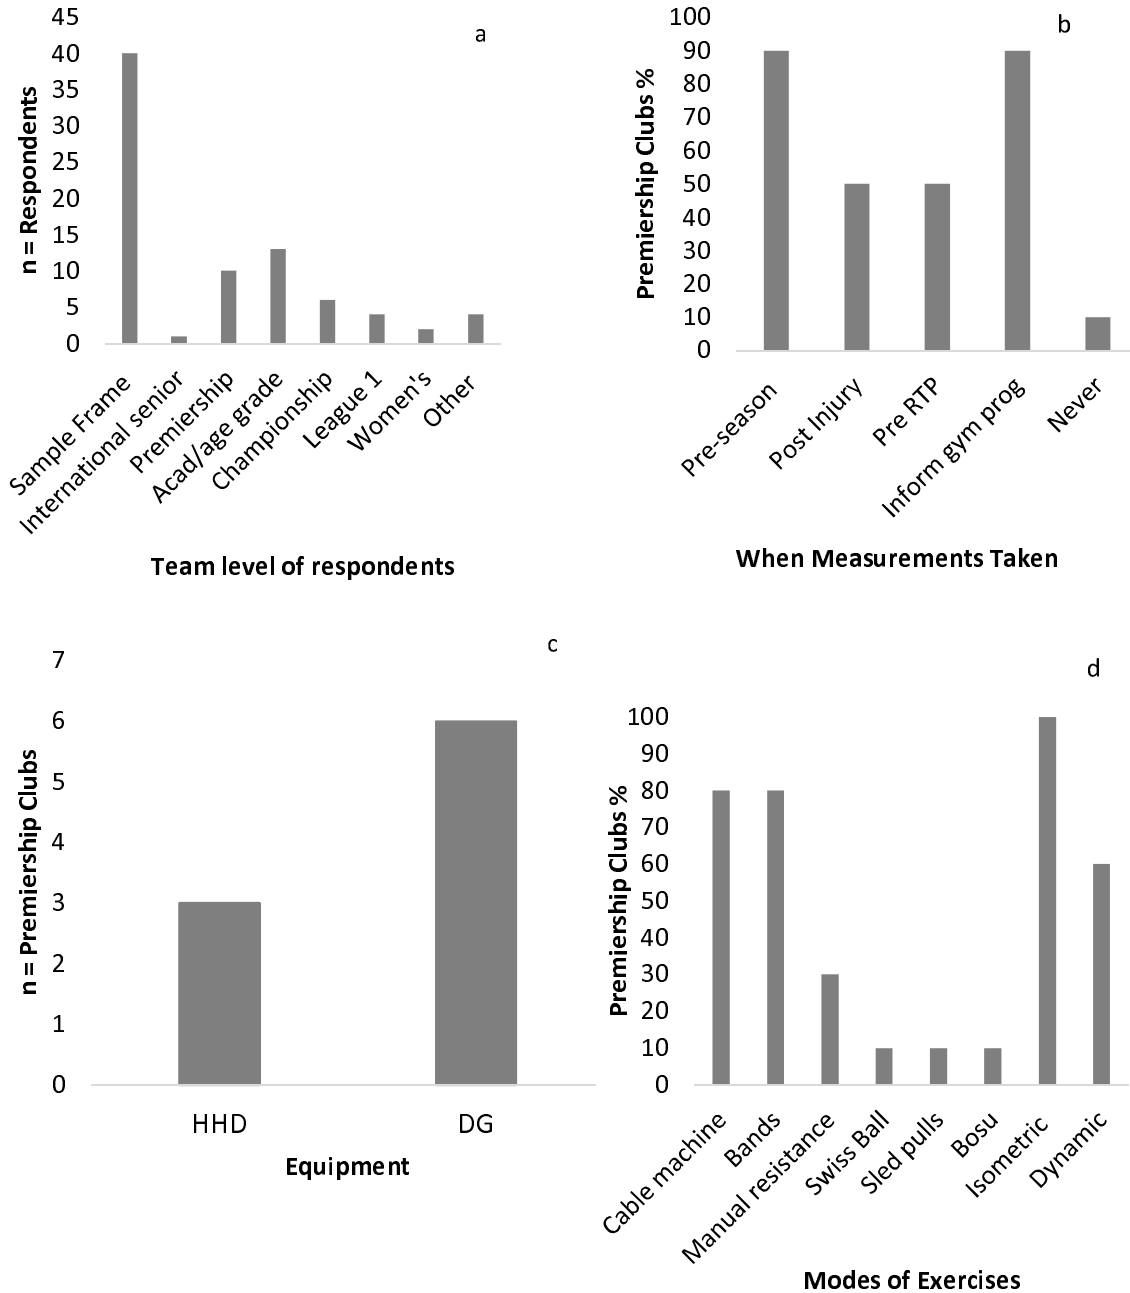 a
n = Respondents
45
40
35
30
25
20
15
10
5
0
Sample Frame
International senior
Premiership
Acad/age grade
Championship
League 1
Women's
Other
Team level of respondents
b
Premiership Clubs %
100
90
80
70
60
50
40
30
20
10
0
Pre-season
Post Injury
Pre RTP
Inform gym prog
Never
When Measurements Taken
c
n = Premiership Clubs
7
6
5
4
3
2
1
0
HHD
DG
Equipment
d
Premiership Clubs %
100
90
80
70
60
50
40
30
20
10
0
Cable machine
Bands
Manual resistance
Swiss Ball
Sled pulls
Bosu
Isometric
Dynamic
Modes of Exercises